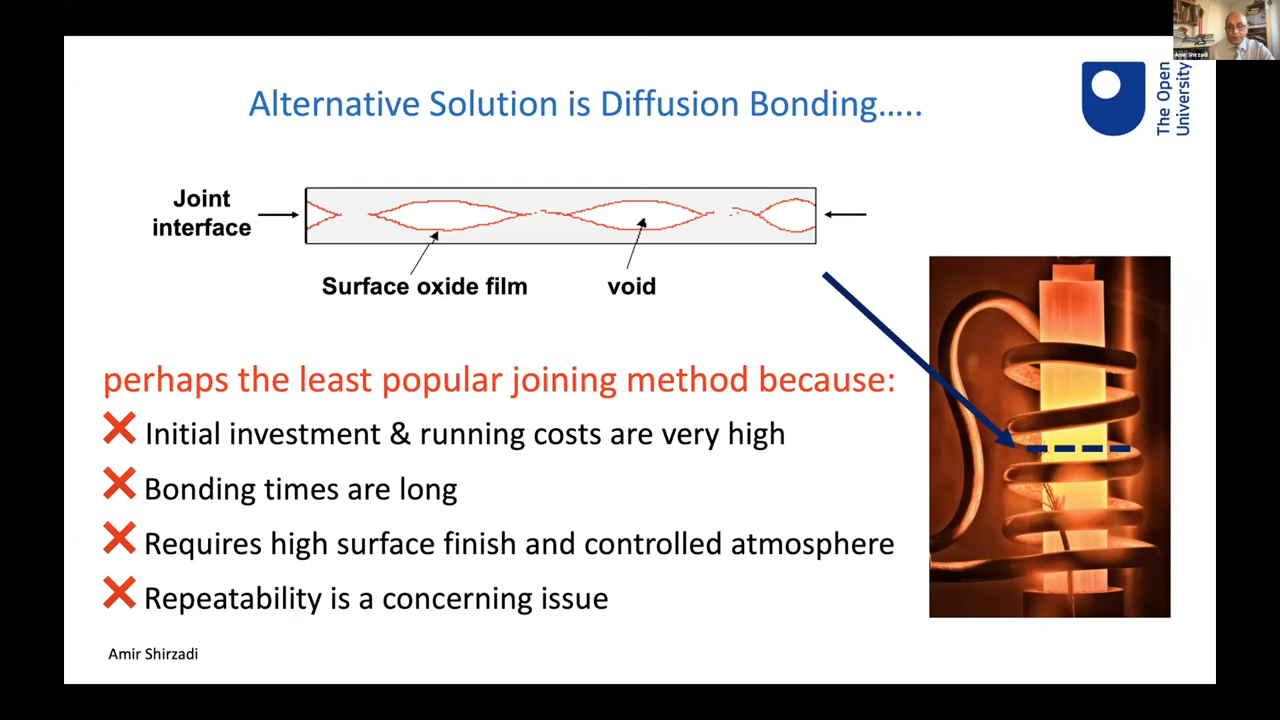 Amir Shirzadi
Alternative Solution is Diffusion Bonding.....
The Open
University
Joint
interface
Surface oxide film
void
perhaps the least popular joining method because:
Initial investment & running costs are very high
Bonding times are long
Requires high surface finish and controlled atmosphere
Repeatability is a concerning issue
Amir Shirzadi